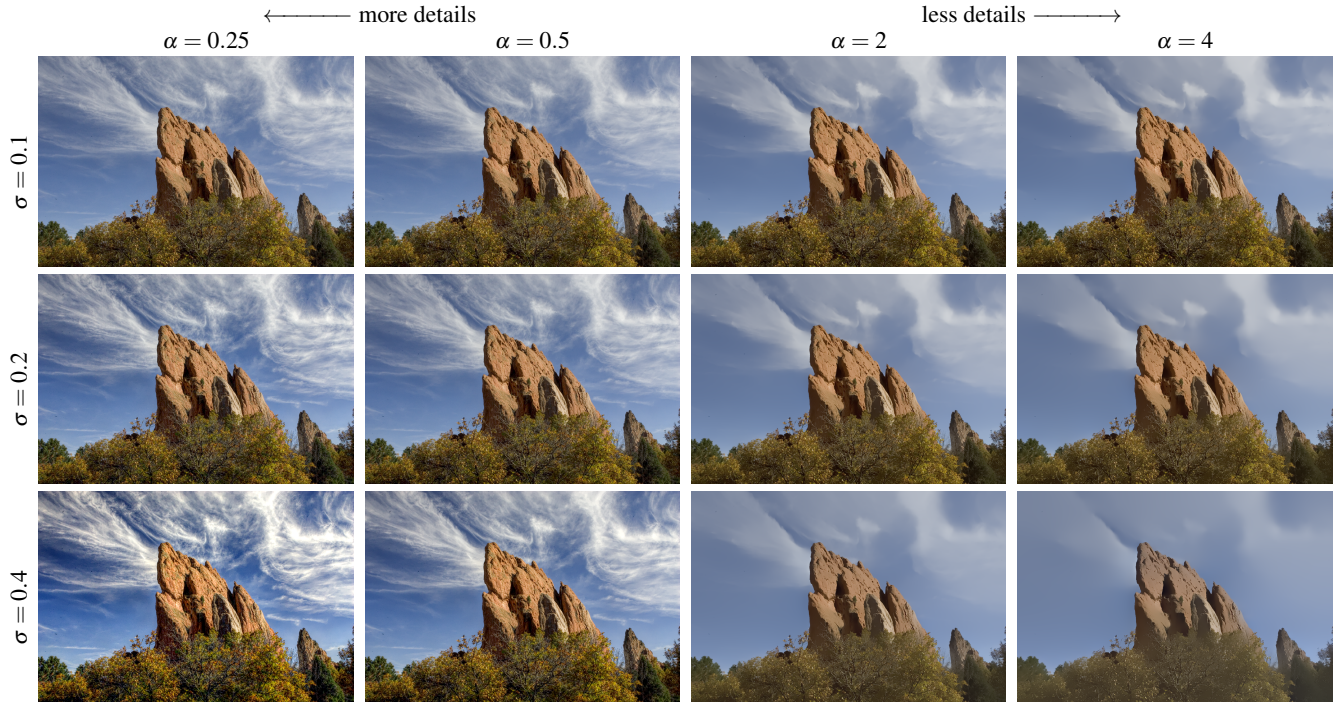 ⟵ more details
less details ⟶
α = 0.25
α = 0.5
α = 2
α = 4
σ = 0.1
σ = 0.2
σ = 0.4